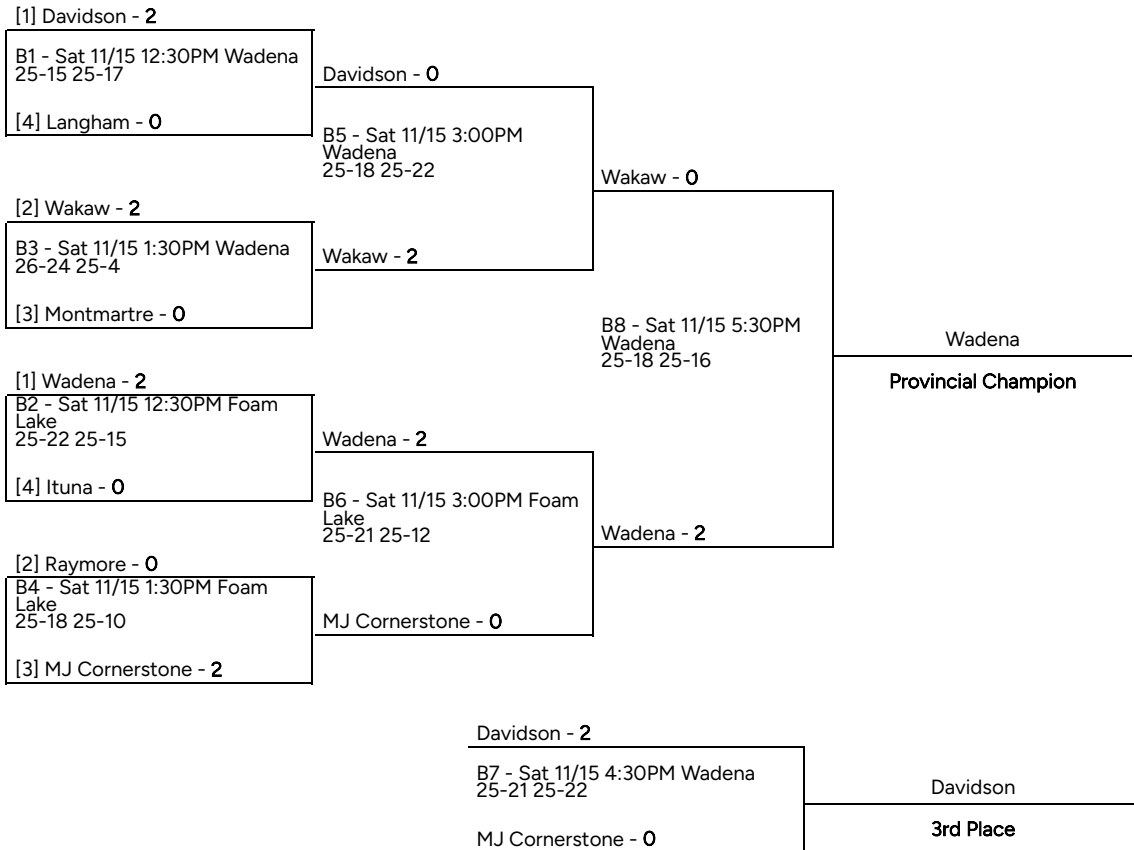 [1] Davidson - 2
B1 - Sat 11/15 12:30PM Wadena
25-15 25-17
[4] Langham - 0
[2] Wakaw - 2
B3 - Sat 11/15 1:30PM Wadena
26-24 25-4
[3] Montmartre - 0
[1] Wadena - 2
B2 - Sat 11/15 12:30PM Foam
Lake
25-22 25-15
[4] Ituna - 0
[2] Raymore - 0
B4 - Sat 11/15 1:30PM Foam
Lake
25-18 25-10
[3] MJ Cornerstone - 2
Davidson - 0
B5 - Sat 11/15 3:00PM
Wadena
25-18 25-22
Wakaw - 2
Wadena - 2
B6 - Sat 11/15 3:00PM Foam
Lake
25-21 25-12
MJ Cornerstone - 0
Wakaw - 0
B8 - Sat 11/15 5:30PM
Wadena
25-18 25-16
Wadena - 2
Wadena
Provincial Champion
Davidson - 2
B7 - Sat 11/15 4:30PM Wadena
25-21 25-22
MJ Cornerstone - 0
Davidson
3rd Place